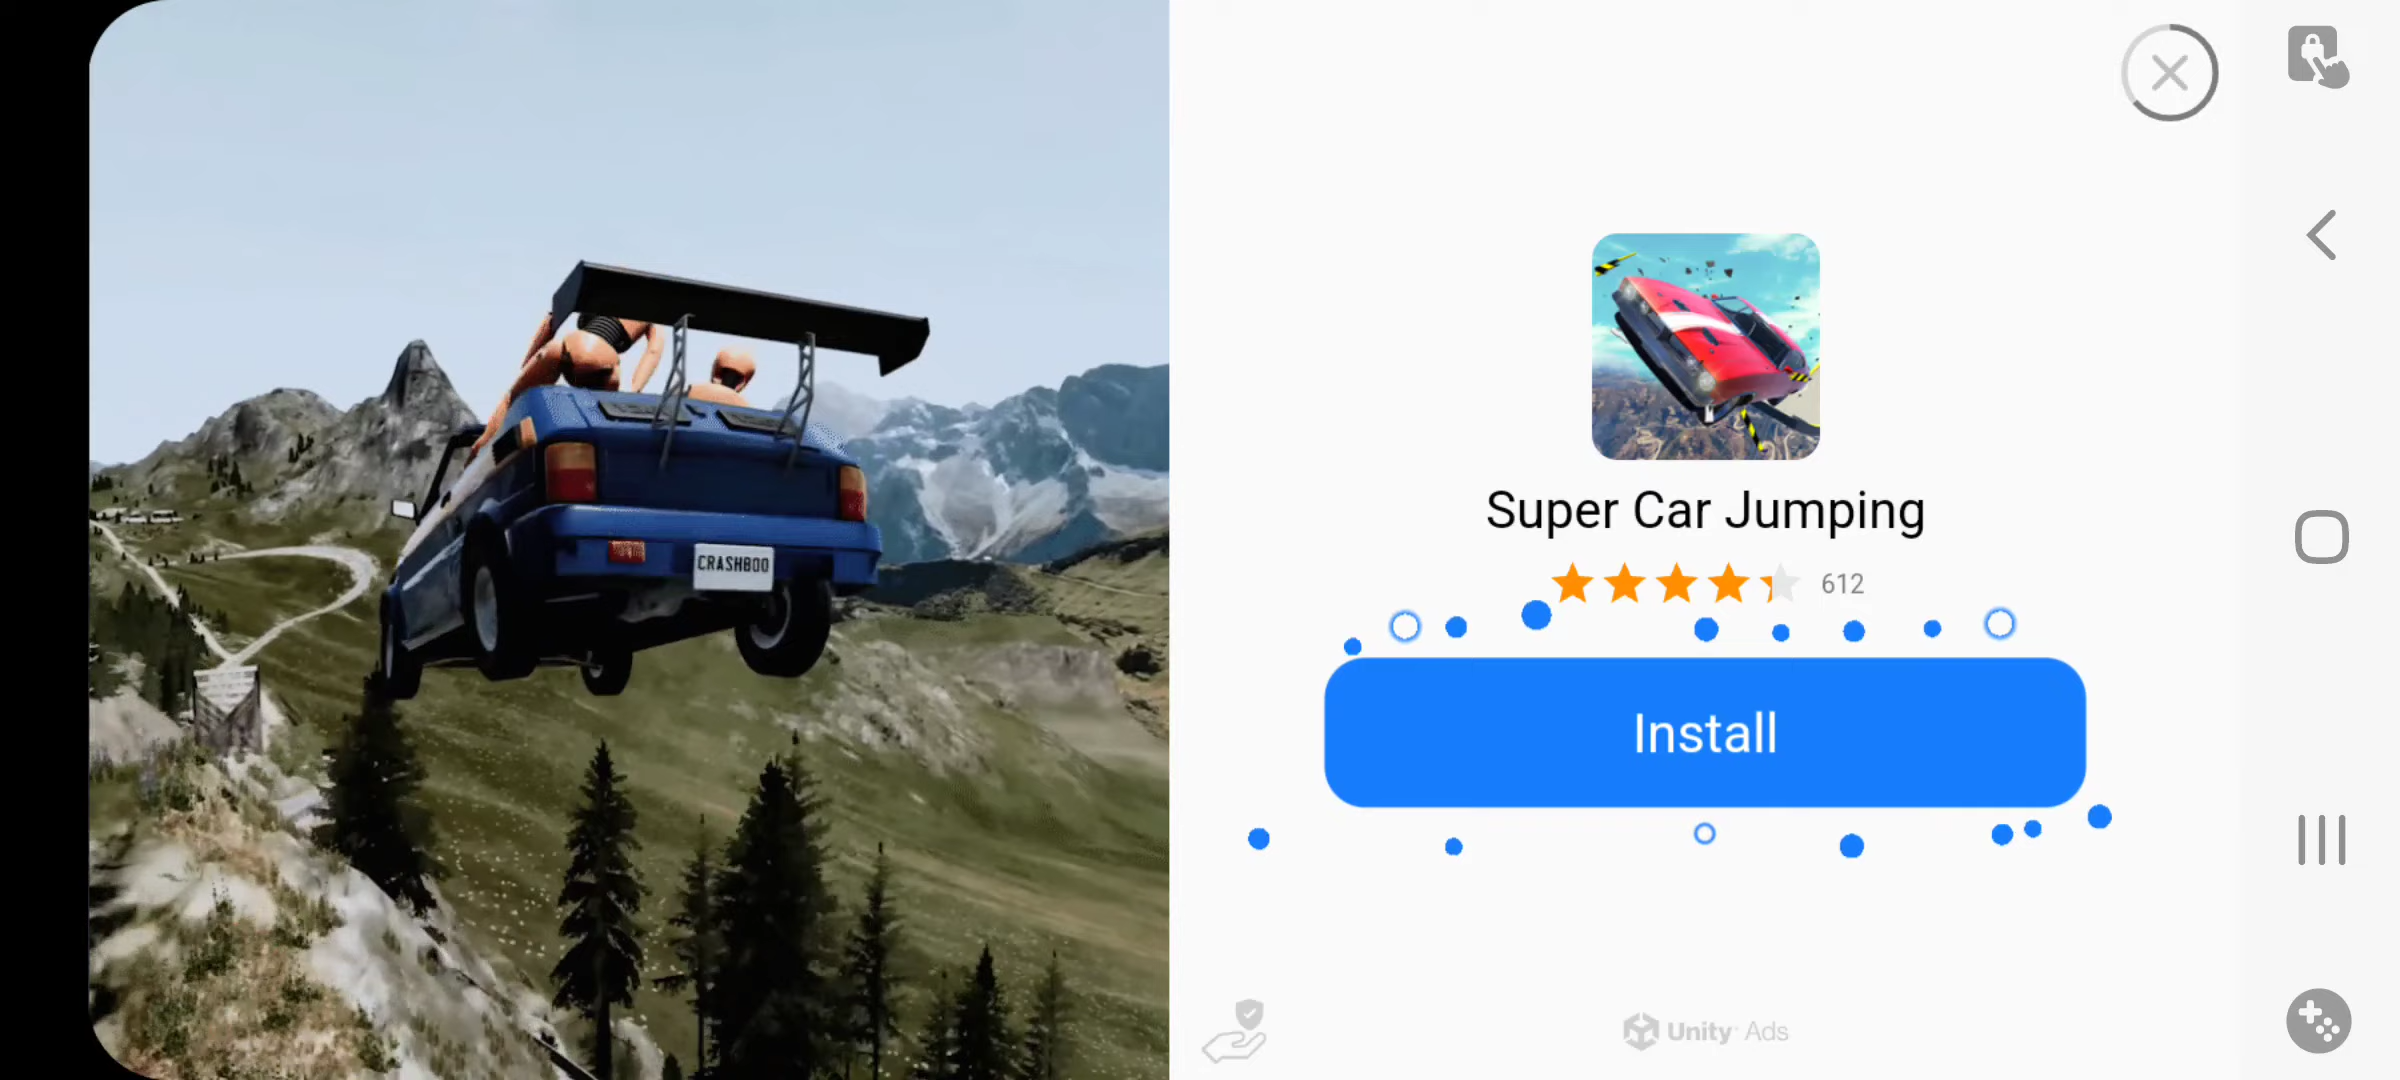 CRASHBOO
Super Car Jumping
612
Install
Unity Ads